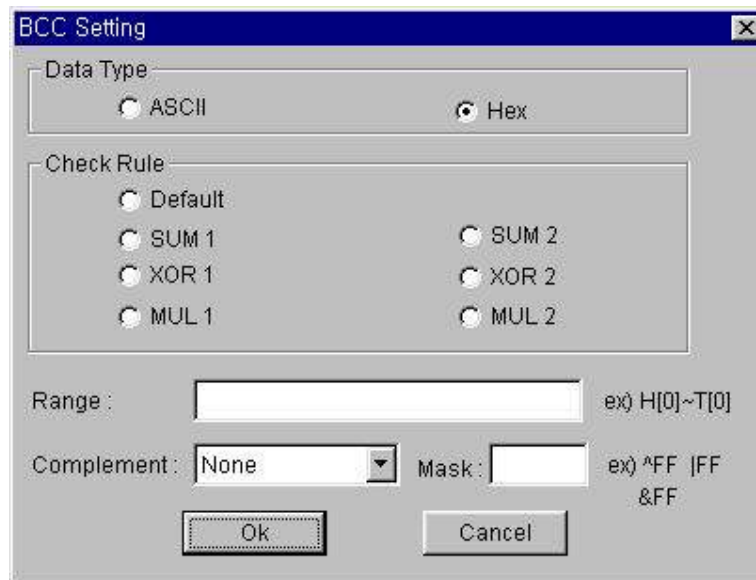 BCC Setting
Data Type
ASCII Hex
Check Rule
Default
SUM 1 SUM 2
XOR 1 XOR 2
MUL 1 MUL 2
Range : ex) H[0]~T[0]
Complement : None Mask : ex) ^FF |FF
&FF
Ok Cancel